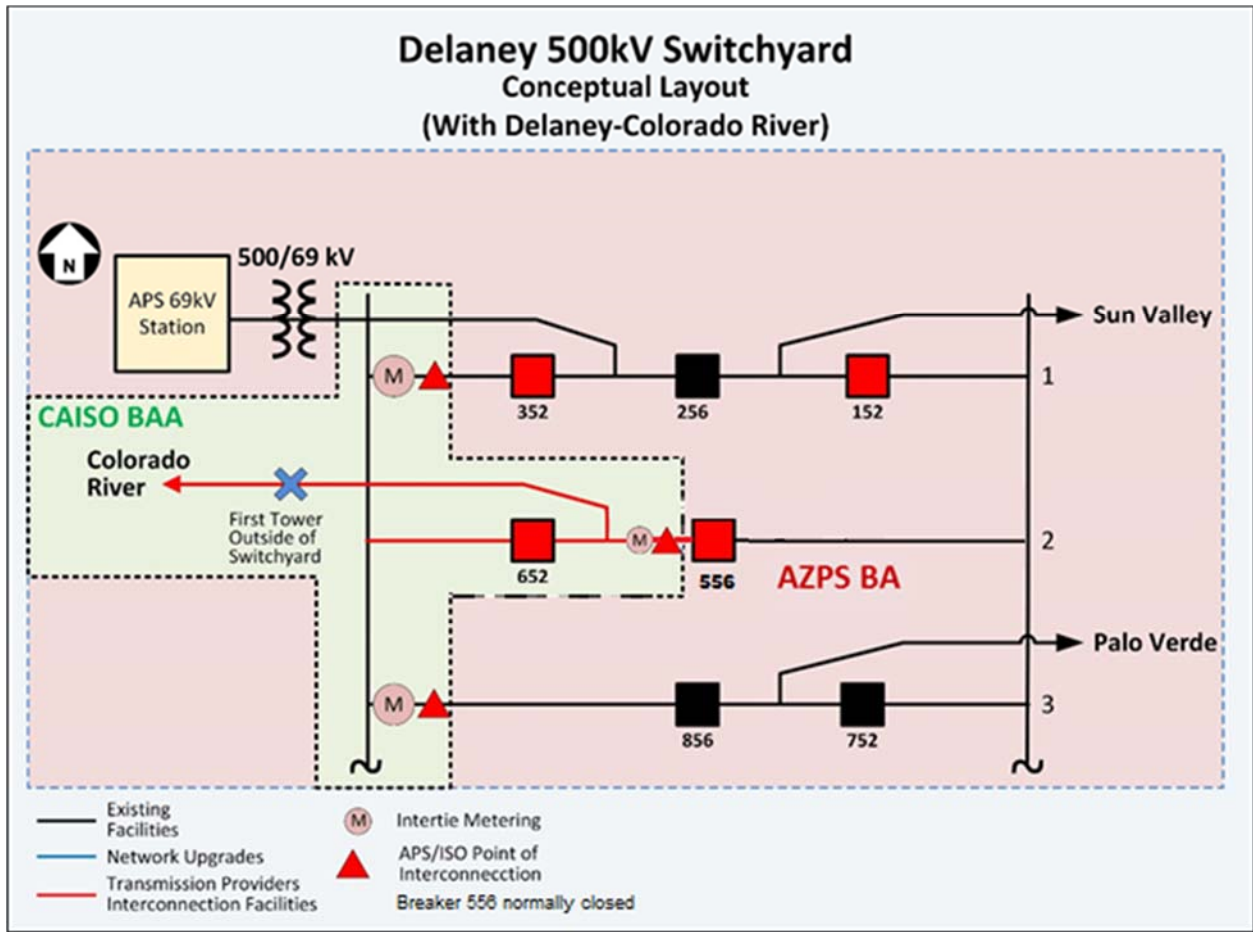 Delaney 500kV Switchyard
Conceptual Layout
(With Delaney-Colorado River)
N
APS 69kV
Station
500/69 kV
Sun Valley
M
352
256
152
1
CAISO BAA
Colorado
River
First Tower
Outside of
Switchyard
652
M
556
2
AZPS BA
Palo Verde
M
856
752
3
Existing
Facilities
Network Upgrades
Transmission Providers
Interconnection Facilities
M
Intertie Metering
APS/ISO Point of
Interconnecction
Breaker 556 normally closed